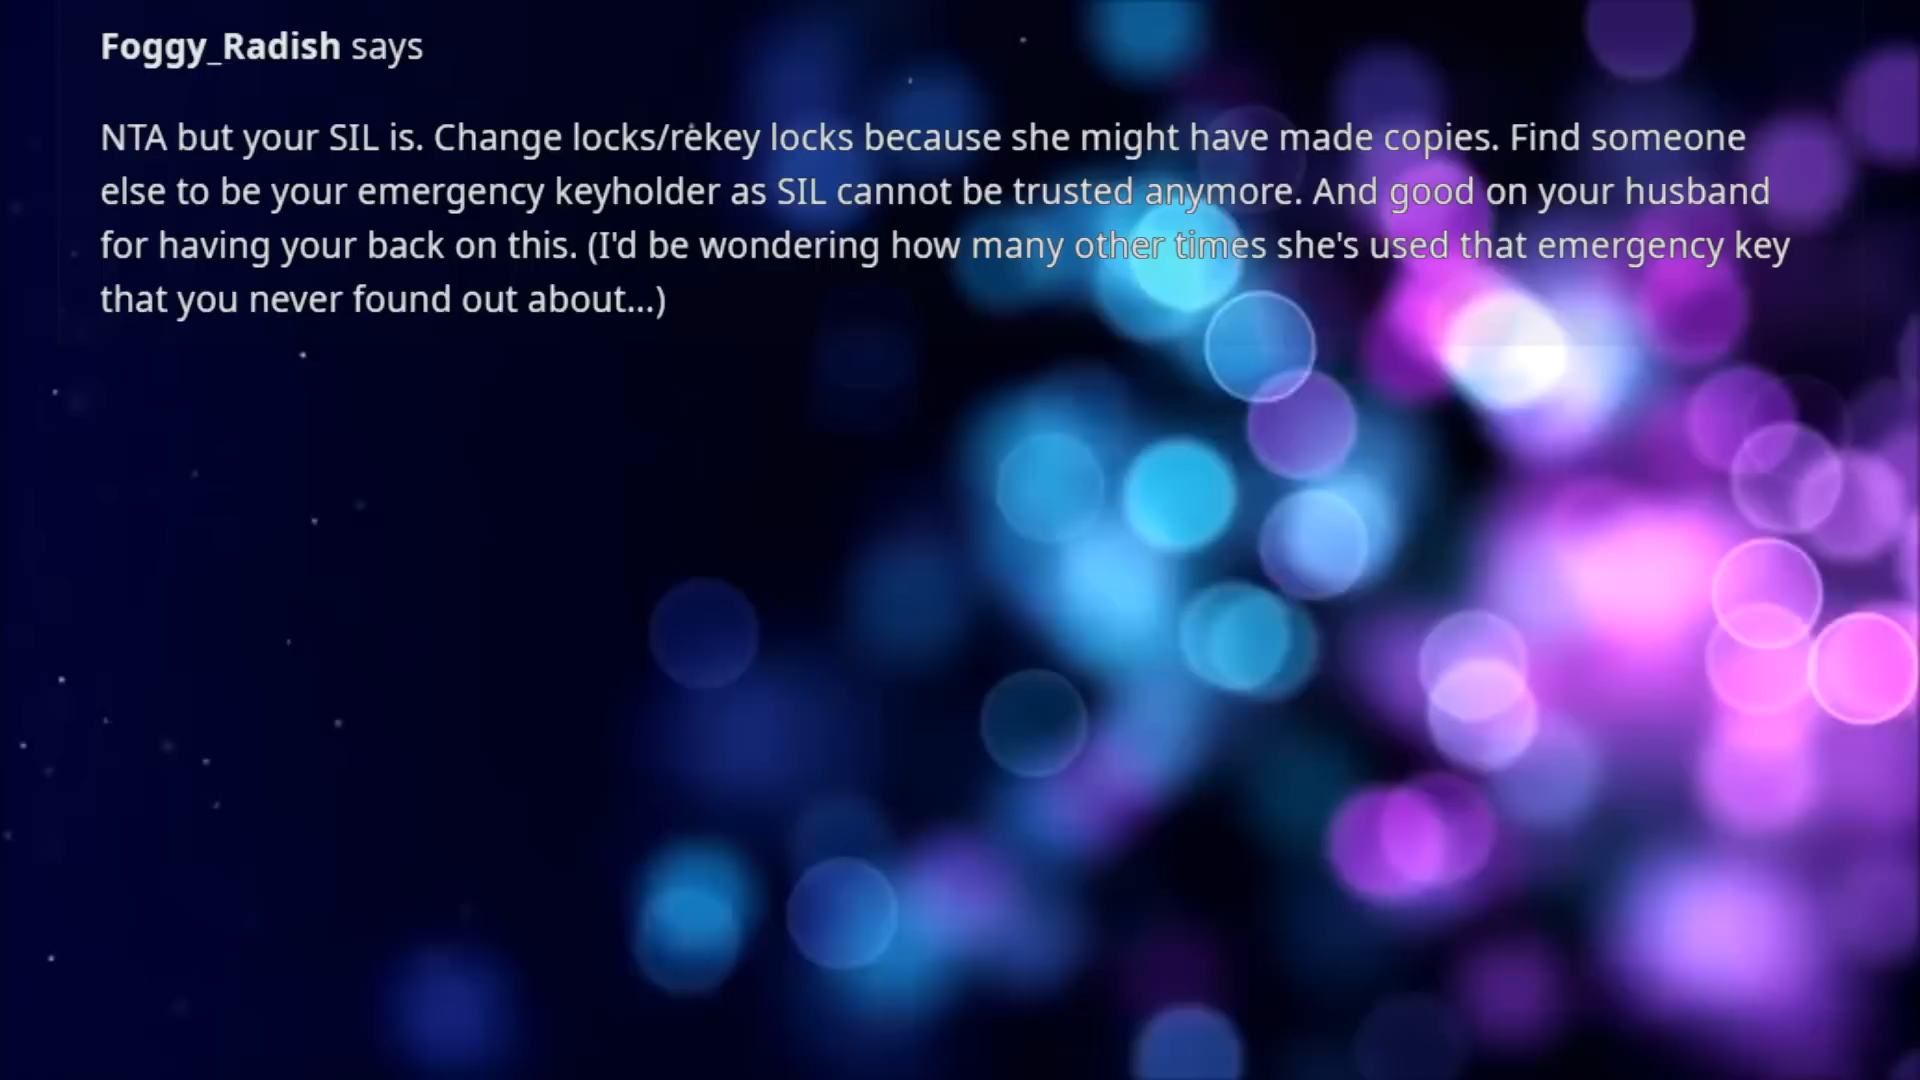 Foggy_Radish says
NTA but your SIL is. Change locks/rekey locks because she might have made copies. Find someone
else to be your emergency keyholder as SIL cannot be trusted anymore. And good on your husband
for having your back on this. (I'd be wondering how many other times she's used that emergency key
that you never found out about...)